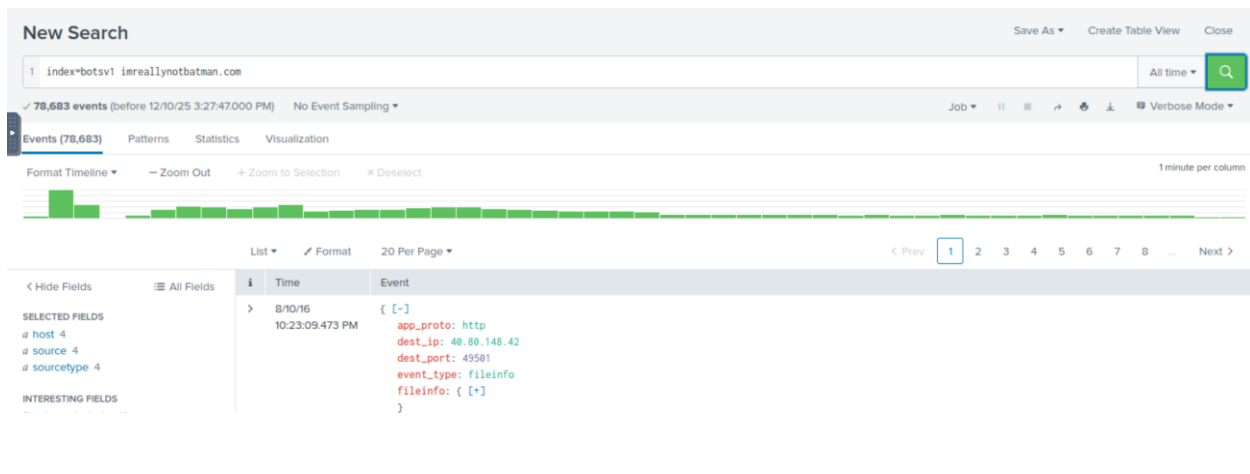 New Search
Save As ▾ Create Table View Close
1 index=botsv1 imreallynotbatman.com
All time ▾
✓ 78,683 events (before 12/10/25 3:27:47.000 PM) No Event Sampling ▾
Job ▾ Verbose Mode ▾
Events (78,683) Patterns Statistics Visualization
Format Timeline ▾ — Zoom Out + Zoom to Selection × Deselect
1 minute per column
List ▾ Format 20 Per Page ▾
< Prev 1 2 3 4 5 6 7 8 ... Next >
< Hide Fields All Fields
i Time Event
SELECTED FIELDS
a host 4
a source 4
a sourcetype 4
INTERESTING FIELDS
> 8/10/16
10:23:09.473 PM
{ [-]
app_proto: http
dest_ip: 40.80.148.42
dest_port: 49501
event_type: fileinfo
fileinfo: { [+]
}